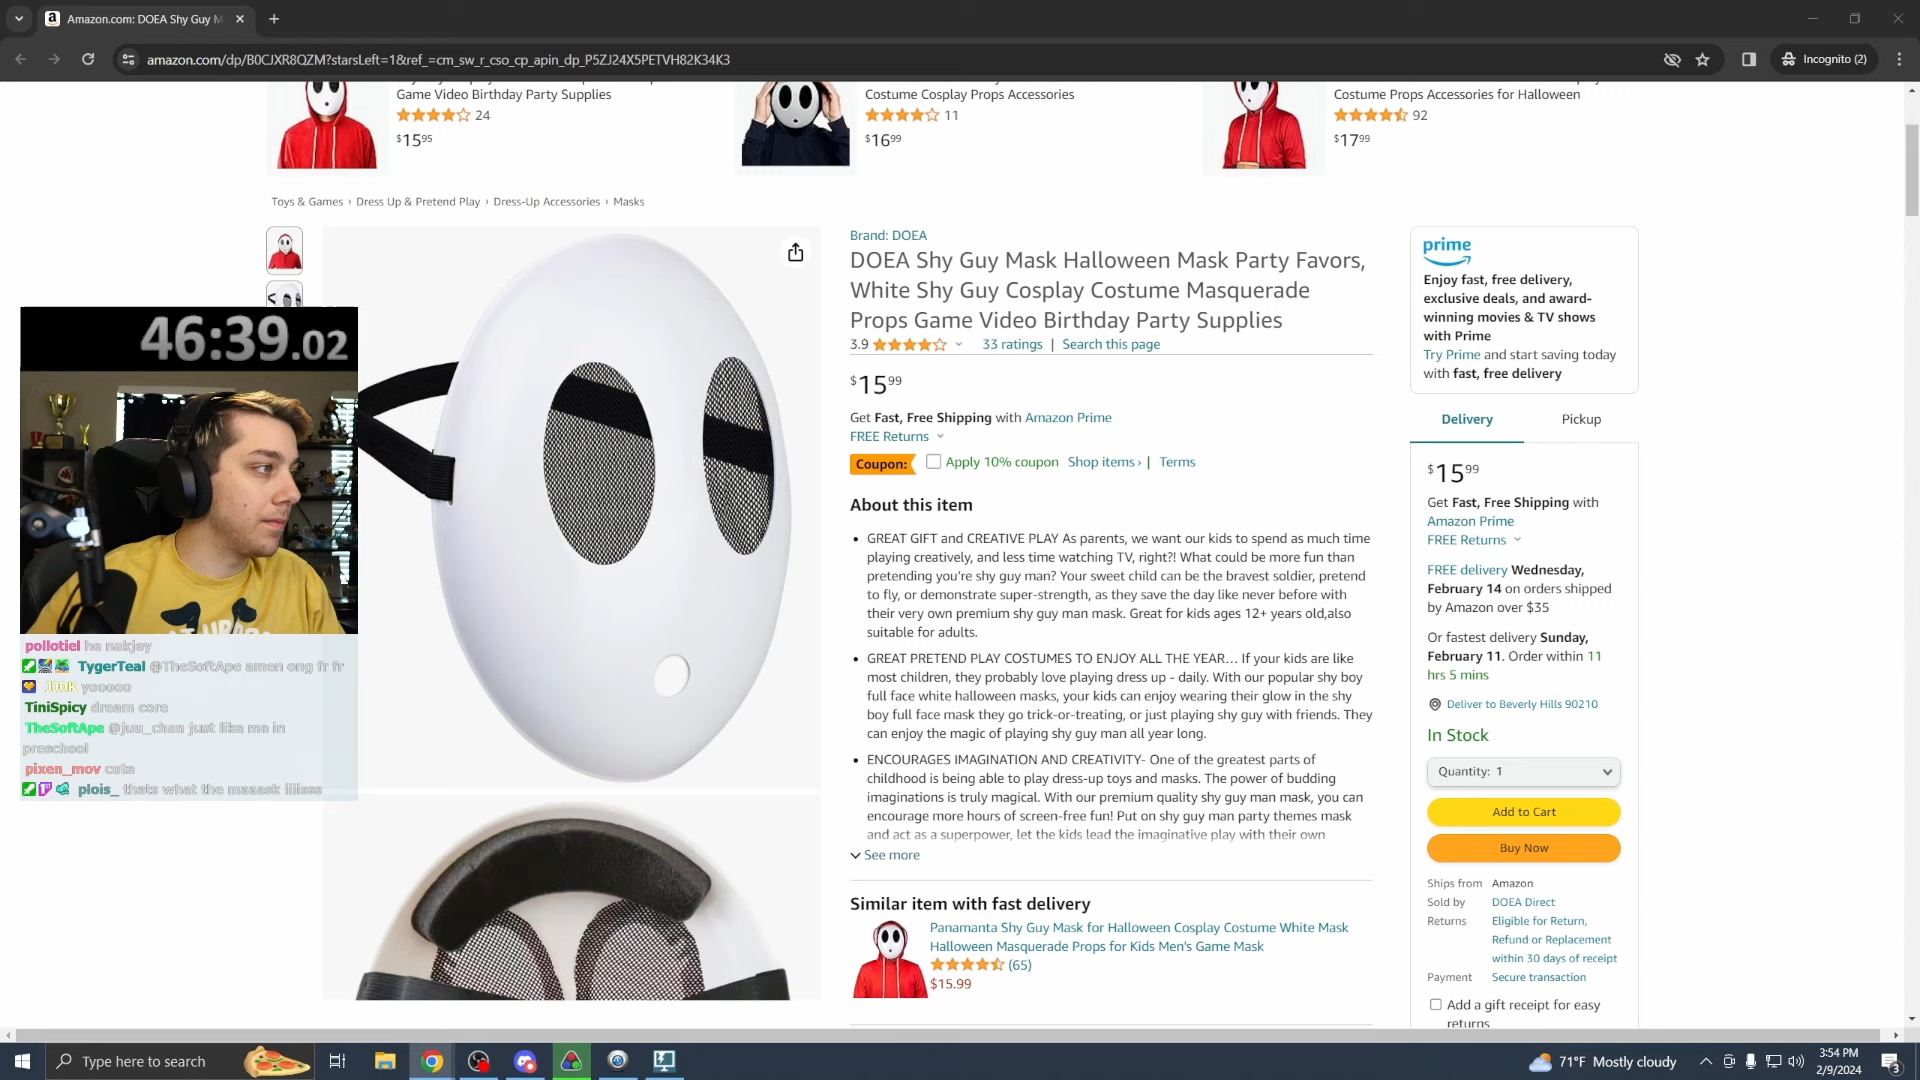 Amazon.com: DOEA Shy Guy M
amazon.com/dp/B0CJXR8QZM?starsLeft=1&ref_=cm_sw_r_cso_cp_apin_dp_P5ZJ24X5PETVH82K34K3
Incognito (2)
Game Video Birthday Party Supplies
24
$15⁹⁵
Costume Cosplay Props Accessories
11
$16⁹⁹
Costume Props Accessories for Halloween
92
$17⁹⁹
Toys & Games › Dress Up & Pretend Play › Dress-Up Accessories › Masks
46:39.02
pollotiel he nakjay
TygerTeal @TheSoftApe amen ong fr fr
JJ0K yooooo
TiniSpicy dream core
TheSoftApe @juu_chan just like me in
preschool
pixen_mov cute
plois_ thats what the maaask iiiisss
Brand: DOEA
DOEA Shy Guy Mask Halloween Mask Party Favors,
White Shy Guy Cosplay Costume Masquerade
Props Game Video Birthday Party Supplies
3.9 33 ratings | Search this page
$15⁹⁹
Get Fast, Free Shipping with Amazon Prime
FREE Returns
Coupon: Apply 10% coupon Shop items › | Terms
About this item
• GREAT GIFT and CREATIVE PLAY As parents, we want our kids to spend as much time
playing creatively, and less time watching TV, right?! What could be more fun than
pretending you're shy guy man? Your sweet child can be the bravest soldier, pretend
to fly, or demonstrate super-strength, as they save the day like never before with
their very own premium shy guy man mask. Great for kids ages 12+ years old,also
suitable for adults.
• GREAT PRETEND PLAY COSTUMES TO ENJOY ALL THE YEAR... If your kids are like
most children, they probably love playing dress up - daily. With our popular shy boy
full face white halloween masks, your kids can enjoy wearing their glow in the shy
boy full face mask they go trick-or-treating, or just playing shy guy with friends. They
can enjoy the magic of playing shy guy man all year long.
• ENCOURAGES IMAGINATION AND CREATIVITY- One of the greatest parts of
childhood is being able to play dress-up toys and masks. The power of budding
imaginations is truly magical. With our premium quality shy guy man mask, you can
encourage more hours of screen-free fun! Put on shy guy man party themes mask
and act as a superpower, let the kids lead the imaginative play with their own
See more
Similar item with fast delivery
Panamanta Shy Guy Mask for Halloween Cosplay Costume White Mask
Halloween Masquerade Props for Kids Men's Game Mask
(65)
$15.99
prime
Enjoy fast, free delivery,
exclusive deals, and award-
winning movies & TV shows
with Prime
Try Prime and start saving today
with fast, free delivery
Delivery Pickup
$15⁹⁹
Get Fast, Free Shipping with
Amazon Prime
FREE Returns
FREE delivery Wednesday,
February 14 on orders shipped
by Amazon over $35
Or fastest delivery Sunday,
February 11. Order within 11
hrs 5 mins
Deliver to Beverly Hills 90210
In Stock
Quantity: 1
Add to Cart
Buy Now
Ships from Amazon
Sold by DOEA Direct
Returns Eligible for Return,
Refund or Replacement
within 30 days of receipt
Payment Secure transaction
Add a gift receipt for easy
returns
Type here to search
71°F Mostly cloudy
3:54 PM
2/9/2024
3